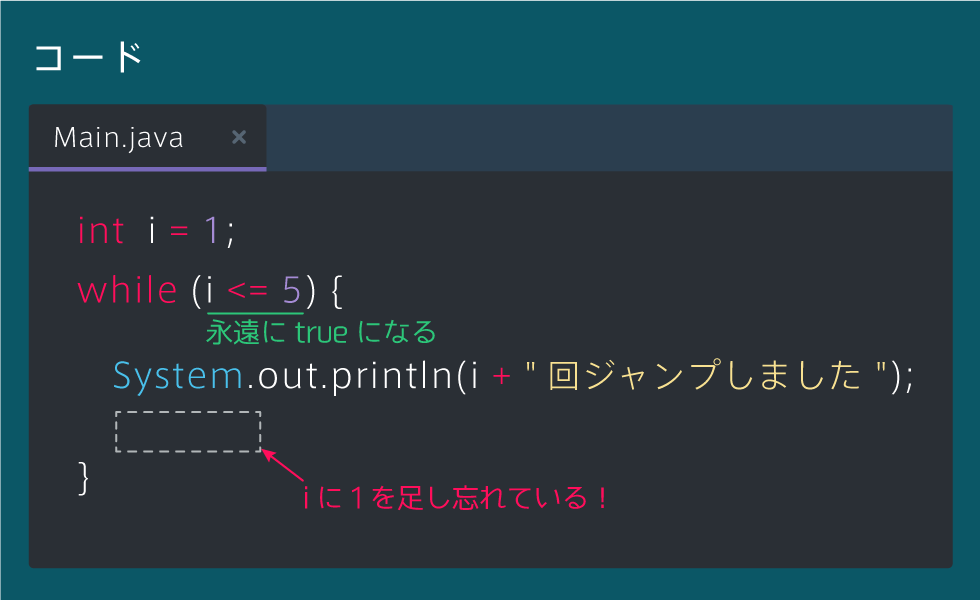 コード
Main.java ×
int i = 1;
while (i <= 5) {
永遠に true になる
System.out.println(i + " 回ジャンプしました ");
}
i に 1 を足し忘れている！